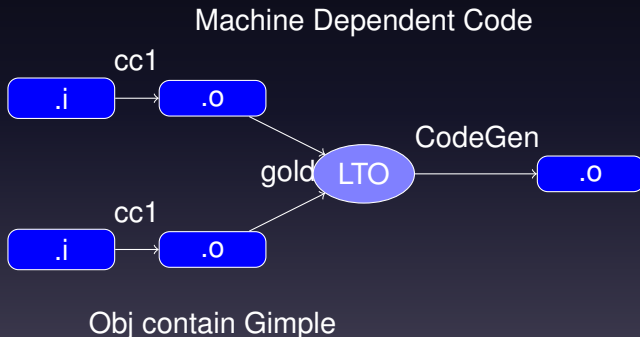 Machine Dependent Code
cc1
.i
.o
CodeGen
gold
LTO
.o
cc1
.i
.o
Obj contain Gimple